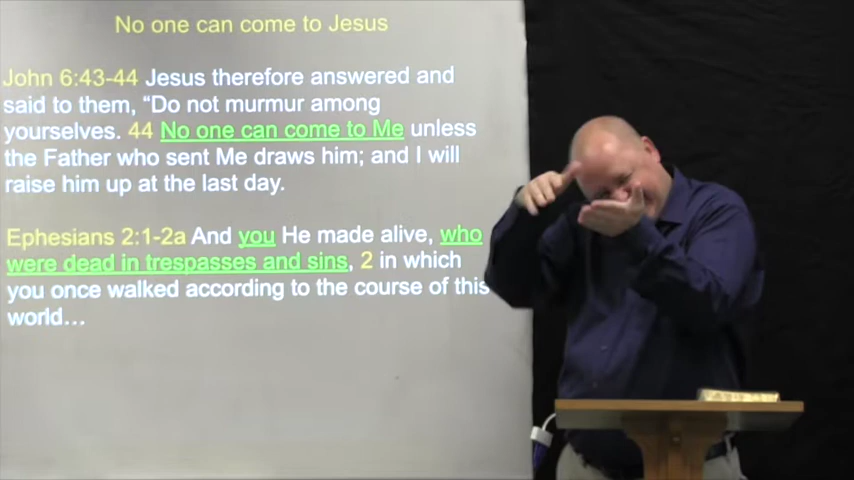 No one can come to Jesus
John 6:43-44 Jesus therefore answered and
said to them, “Do not murmur among
yourselves. 44 No one can come to Me unless
the Father who sent Me draws him; and I will
raise him up at the last day.
Ephesians 2:1-2a And you He made alive, who
were dead in trespasses and sins, 2 in which
you once walked according to the course of this
world…